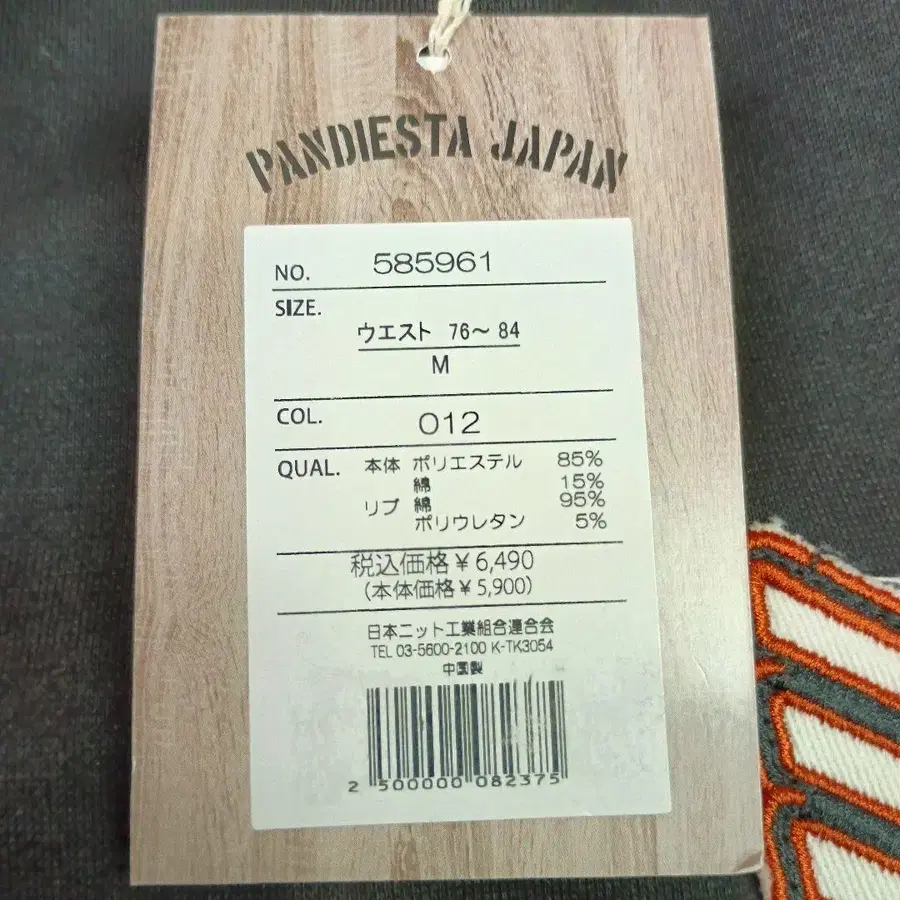 PANDIESTA JAPAN
NO. 585961
SIZE.
ウエスト 76〜84
M
COL. 012
QUAL. 本体 ポリエステル 85%
綿 15%
リブ 綿 95%
ポリウレタン 5%
税込価格¥6,490
(本体価格¥5,900)
日本ニット工業組合連合会
TEL 03-5600-2100 K-TK3054
中国製
2 500000 082375